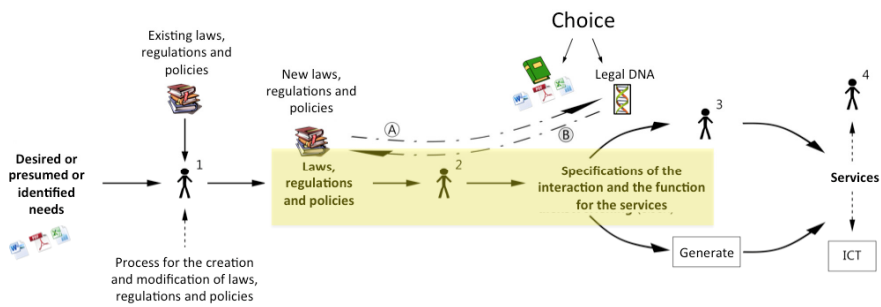 Choice
Existing laws,
regulations and
policies
New laws,
regulations and
policies
Legal DNA
A
B
1
2
3
4
Desired or
presumed or
identified
needs
Laws,
regulations
and policies
Specifications of the
interaction and the function
for the services
Services
Generate
ICT
Process for the creation
and modification of laws,
regulations and policies